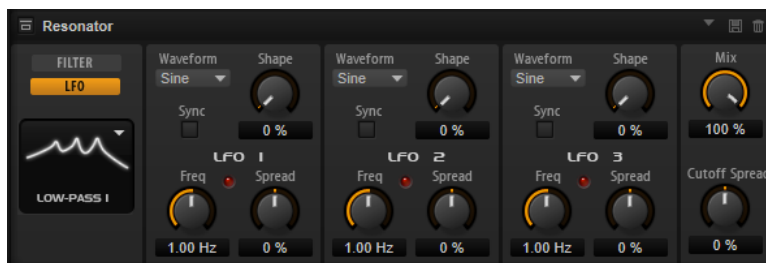 Resonator
FILTER
LFO
LOW-PASS I
Waveform Shape
Sine
Sync
0 %
LFO 1
Freq Spread
1.00 Hz 0 %
Waveform Shape
Sine
Sync
0 %
LFO 2
Freq Spread
1.00 Hz 0 %
Waveform Shape
Sine
Sync
0 %
LFO 3
Freq Spread
1.00 Hz 0 %
Mix
100 %
Cutoff Spread
0 %